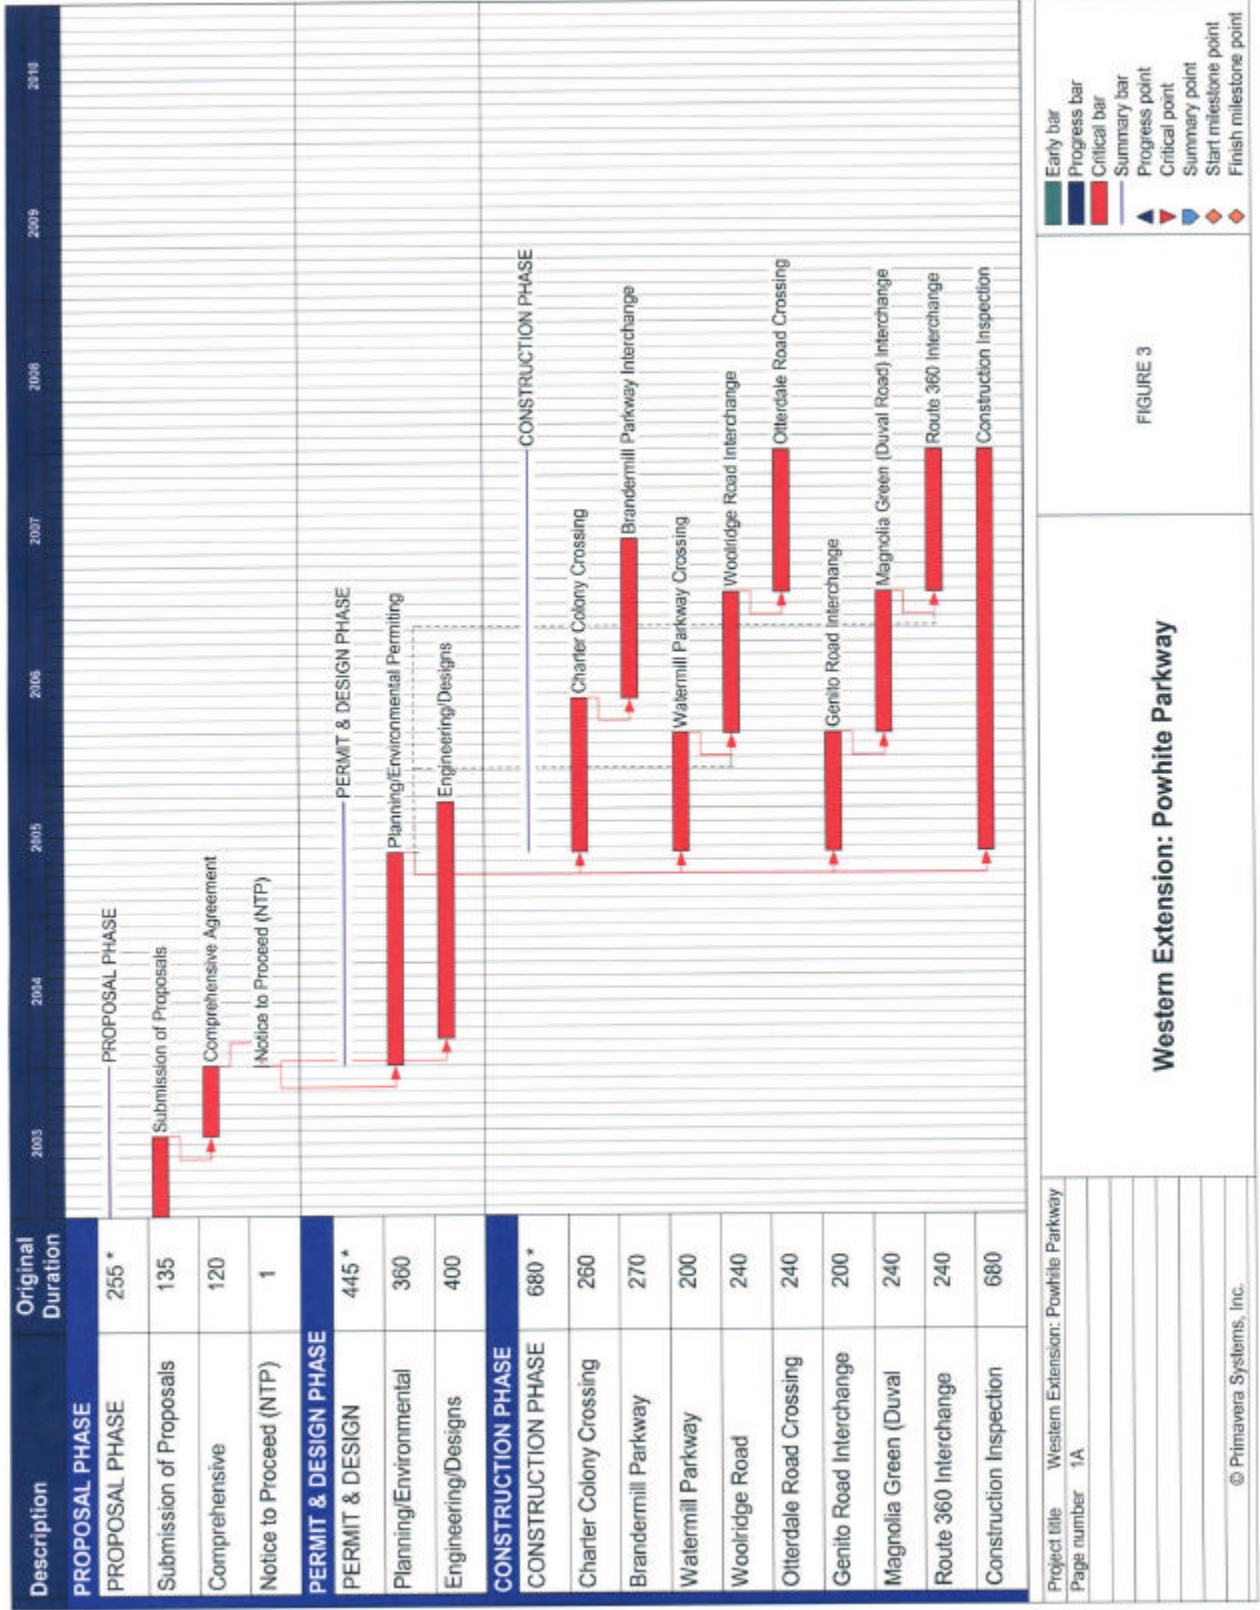 Description
Original
Duration
2003
2004
2005
2006
2007
2008
2009
2010
PROPOSAL PHASE
PROPOSAL PHASE
255 *
PROPOSAL PHASE
Submission of Proposals
135
Submission of Proposals
Comprehensive
120
Comprehensive Agreement
Notice to Proceed (NTP)
1
Notice to Proceed (NTP)
PERMIT & DESIGN PHASE
PERMIT & DESIGN
445 *
PERMIT & DESIGN PHASE
Planning/Environmental
360
Planning/Environmental Permiting
Engineering/Designs
400
Engineering/Designs
CONSTRUCTION PHASE
CONSTRUCTION PHASE
680 *
CONSTRUCTION PHASE
Charter Colony Crossing
260
Charter Colony Crossing
Brandermill Parkway
270
Brandermill Parkway Interchange
Watermill Parkway
200
Watermill Parkway Crossing
Woolridge Road
240
Woolridge Road Interchange
Otterdale Road Crossing
240
Otterdale Road Crossing
Genito Road Interchange
200
Genito Road Interchange
Magnolia Green (Duval
240
Magnolia Green (Duval Road) Interchange
Route 360 Interchange
240
Route 360 Interchange
Construction Inspection
680
Construction Inspection
Project title Western Extension: Powhite Parkway
Page number 1A
© Primavera Systems, Inc.
Western Extension: Powhite Parkway
FIGURE 3
Early bar
Progress bar
Critical bar
Summary bar
Progress point
Critical point
Summary point
Start milestone point
Finish milestone point